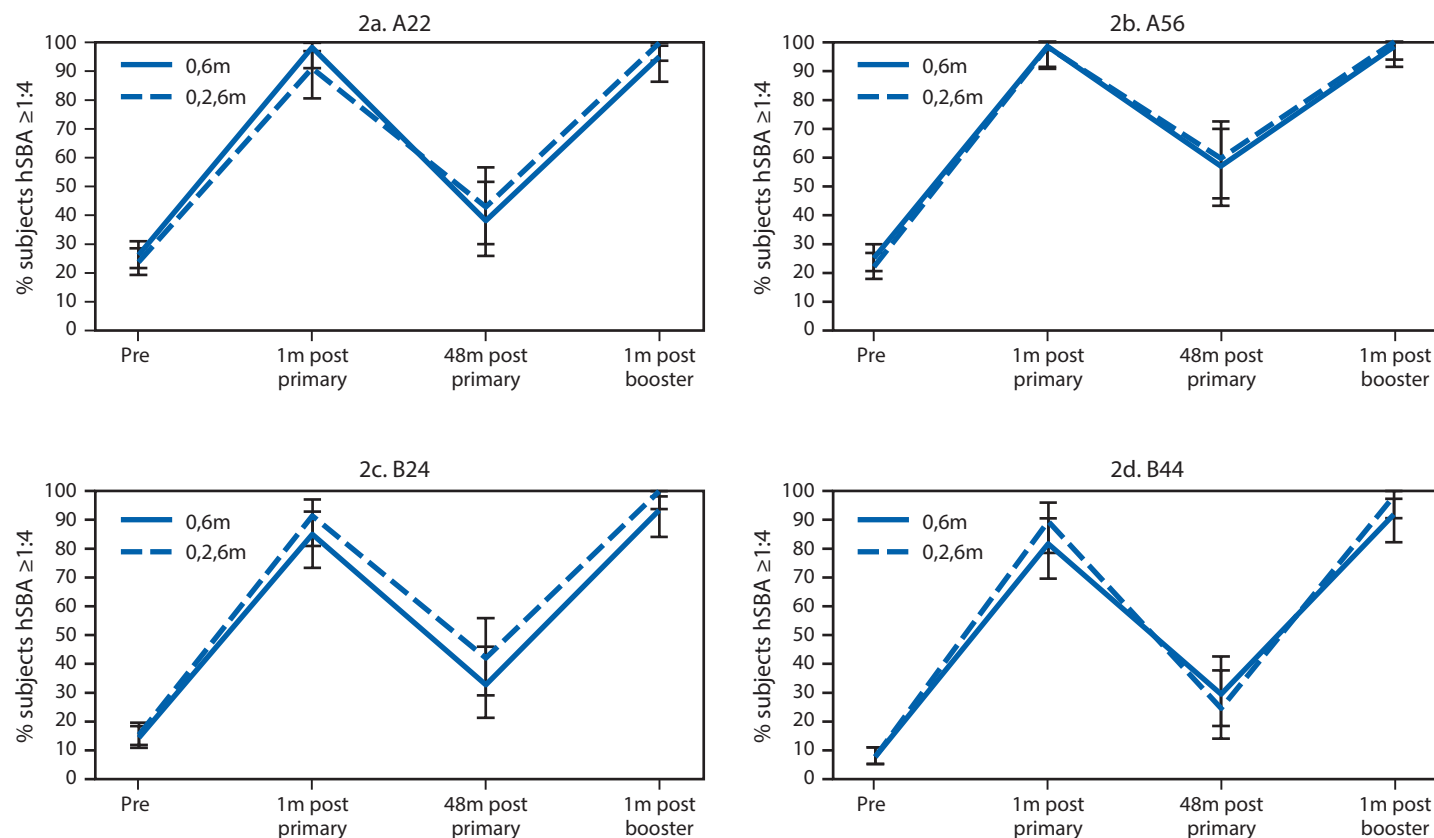 2a. A22
% subjects hSBA ≥1:4
100
90
80
70
60
50
40
30
20
10
0
0,6m
0,2,6m
Pre
1m post
primary
48m post
primary
1m post
booster
2b. A56
% subjects hSBA ≥1:4
100
90
80
70
60
50
40
30
20
10
0
0,6m
0,2,6m
Pre
1m post
primary
48m post
primary
1m post
booster
2c. B24
% subjects hSBA ≥1:4
100
90
80
70
60
50
40
30
20
10
0
0,6m
0,2,6m
Pre
1m post
primary
48m post
primary
1m post
booster
2d. B44
% subjects hSBA ≥1:4
100
90
80
70
60
50
40
30
20
10
0
0,6m
0,2,6m
Pre
1m post
primary
48m post
primary
1m post
booster